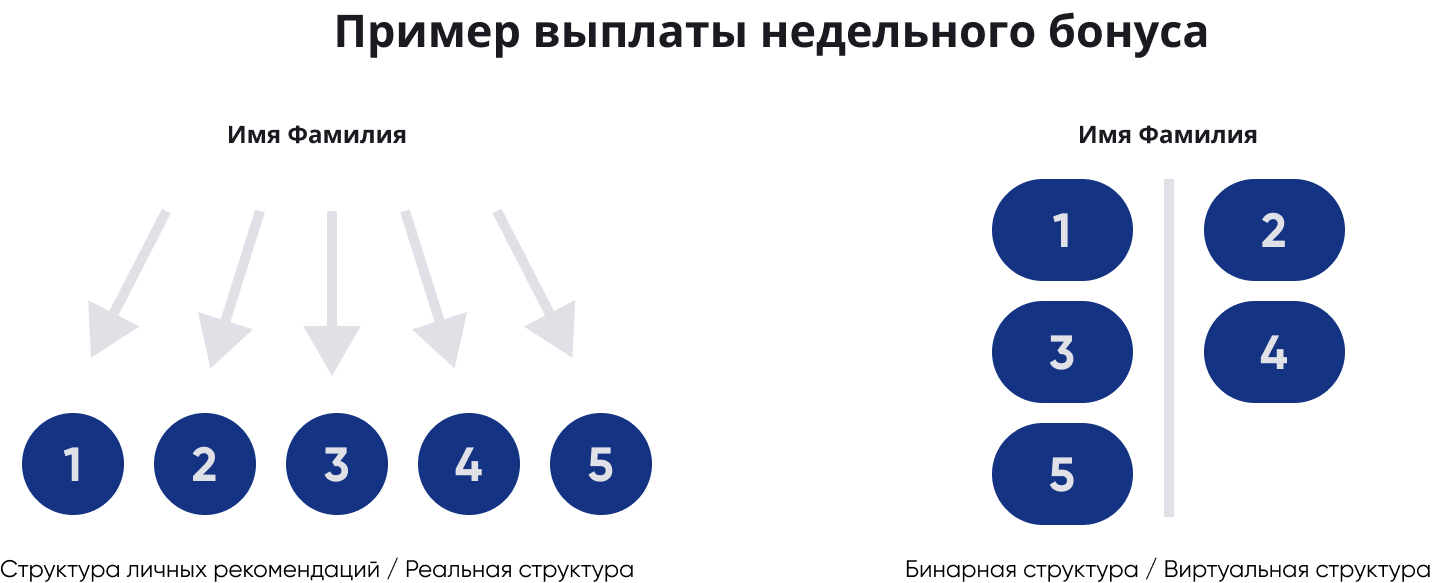 Пример выплаты недельного бонуса
Имя Фамилия
1 2 3 4 5
Структура личных рекомендаций / Реальная структура
Имя Фамилия
1 2
3 4
5
Бинарная структура / Виртуальная структура